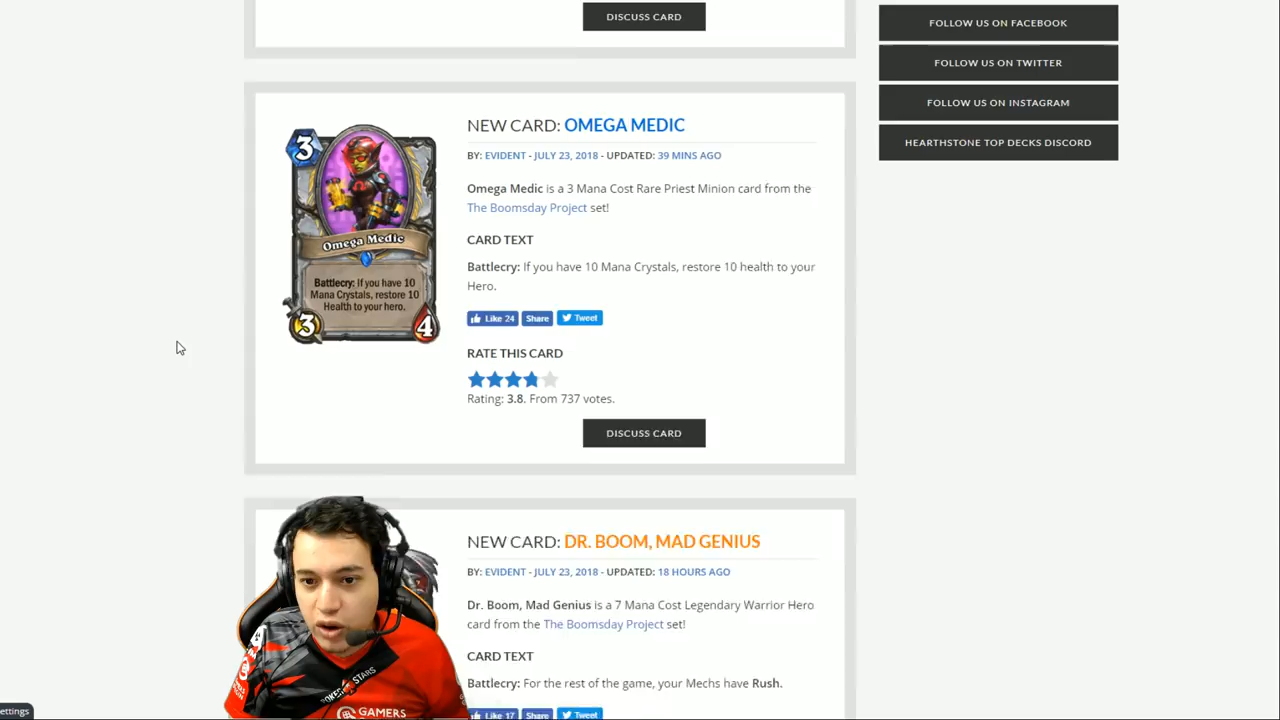 DISCUSS CARD
FOLLOW US ON FACEBOOK
FOLLOW US ON TWITTER
FOLLOW US ON INSTAGRAM
HEARTHSTONE TOP DECKS DISCORD
3
Omega Medic
Battlecry: If you have 10
Mana Crystals, restore 10
Health to your hero.
3
4
NEW CARD: OMEGA MEDIC
BY: EVIDENT - JULY 23, 2018 - UPDATED: 39 MINS AGO
Omega Medic is a 3 Mana Cost Rare Priest Minion card from the
The Boomsday Project set!
CARD TEXT
Battlecry: If you have 10 Mana Crystals, restore 10 health to your
Hero.
Like 24 Share Tweet
RATE THIS CARD
Rating: 3.8. From 737 votes.
DISCUSS CARD
NEW CARD: DR. BOOM, MAD GENIUS
BY: EVIDENT - JULY 23, 2018 - UPDATED: 18 HOURS AGO
Dr. Boom, Mad Genius is a 7 Mana Cost Legendary Warrior Hero
card from the The Boomsday Project set!
CARD TEXT
Battlecry: For the rest of the game, your Mechs have Rush.
Like 17 Share Tweet
STARS
GAMERS
ettings